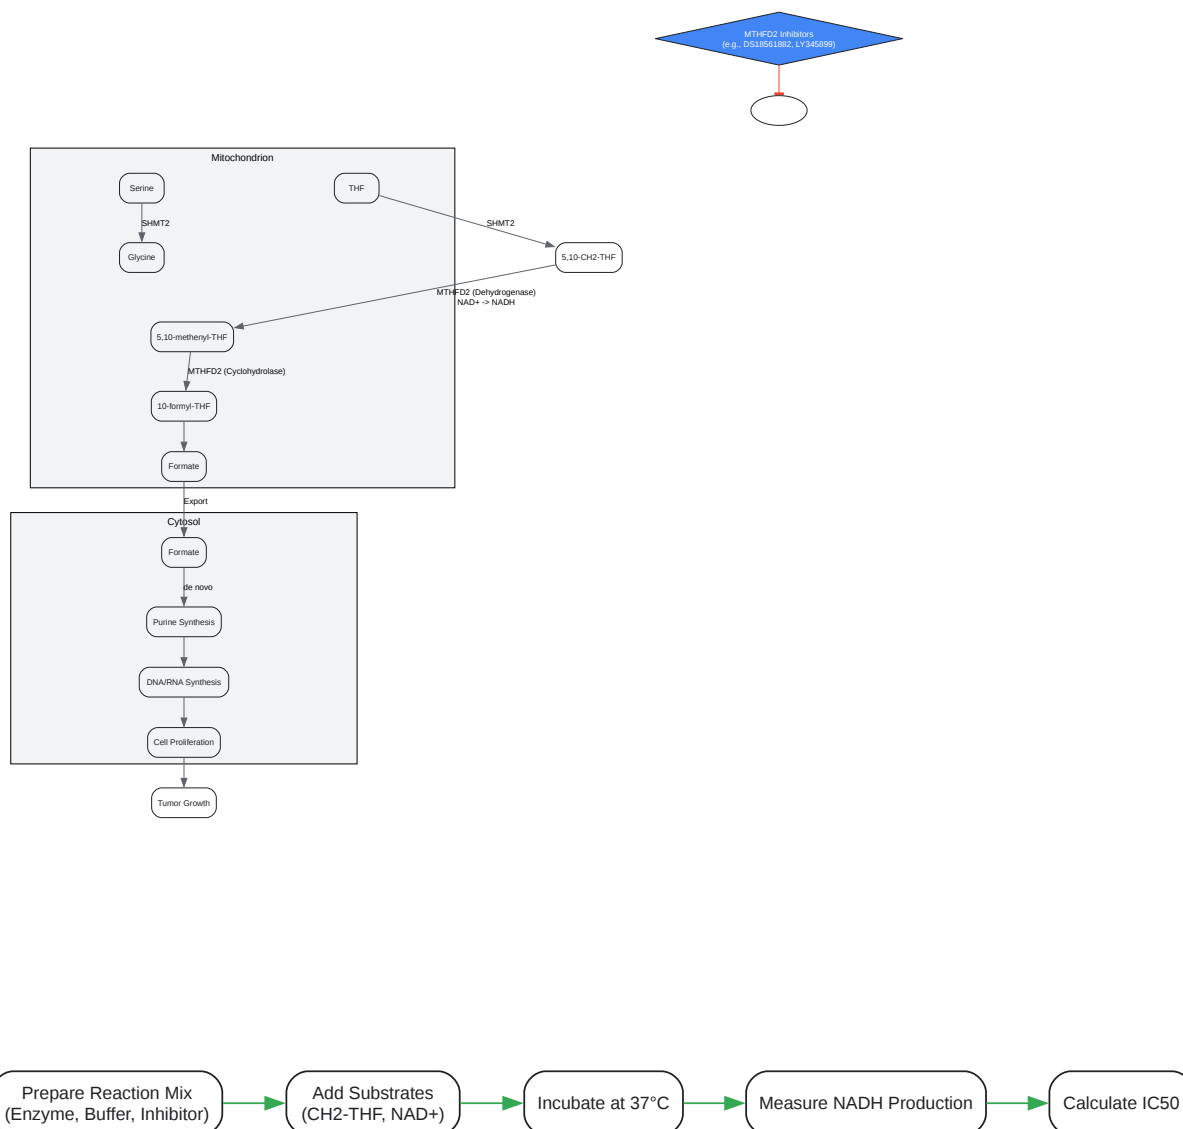 MTHFD2 Inhibitors
(e.g., DS18561882, LY345899)
Mitochondrion
Serine
THF
SHMT2
SHMT2
Glycine
5,10-CH2-THF
MTHFD2 (Dehydrogenase)
NAD+ -> NADH
5,10-methenyl-THF
MTHFD2 (Cyclohydrolase)
10-formyl-THF
Formate
Export
Cytosol
Formate
de novo
Purine Synthesis
DNA/RNA Synthesis
Cell Proliferation
Tumor Growth
Prepare Reaction Mix
(Enzyme, Buffer, Inhibitor)
Add Substrates
(CH2-THF, NAD+)
Incubate at 37°C
Measure NADH Production
Calculate IC50